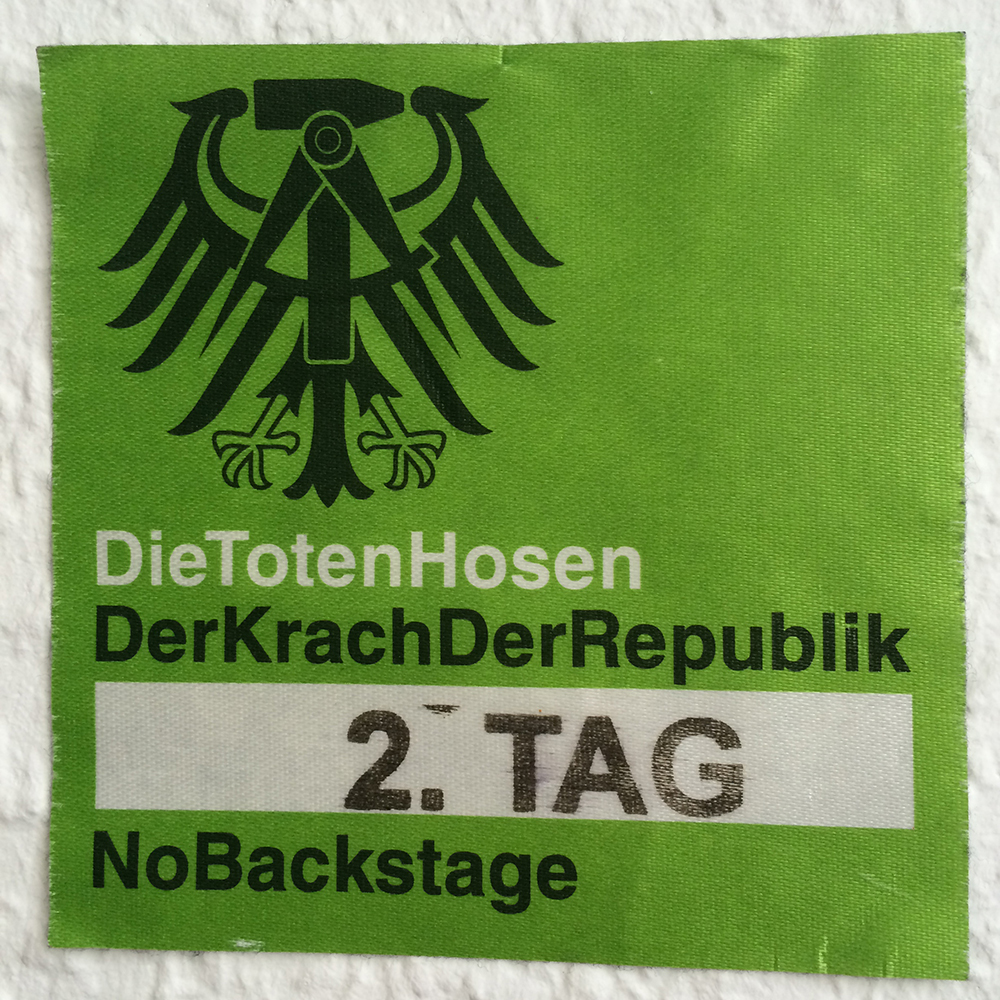 DieTotenHosen
DerKrachDerRepublik
2. TAG
NoBackstage